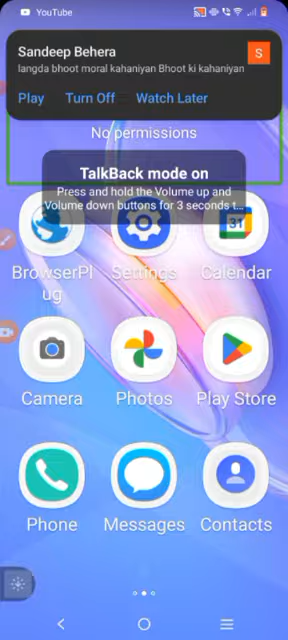 YouTube
Sandeep Behera
S
langda bhoot moral kahaniyan Bhoot ki kahaniyan
Play Turn Off Watch Later
No permissions
TalkBack mode on
Press and hold the Volume up and
Volume down buttons for 3 seconds t...
31
BrowserPl
ug
Settings
Calendar
Camera
Photos
Play Store
Phone
Messages
Contacts